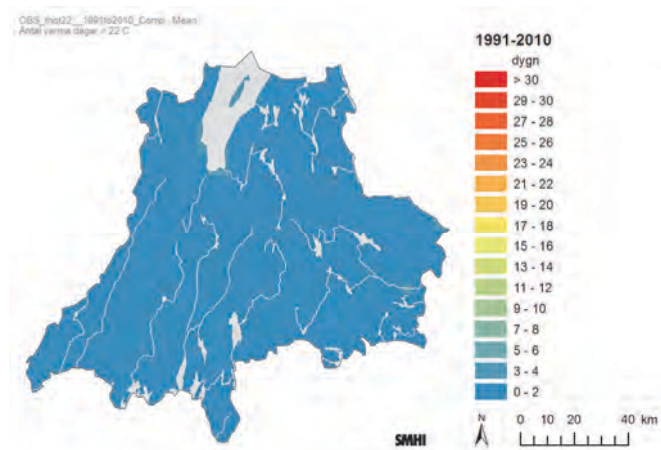 OBS_thot22__1991to2010_Comp : Mean
Antal varma dagar > 22 C
1991-2010
dygn
> 30
29 - 30
27 - 28
25 - 26
23 - 24
21 - 22
19 - 20
17 - 18
15 - 16
13 - 14
11 - 12
9 - 10
7 - 8
5 - 6
3 - 4
0 - 2
SMHI
N
0 10 20 40 km